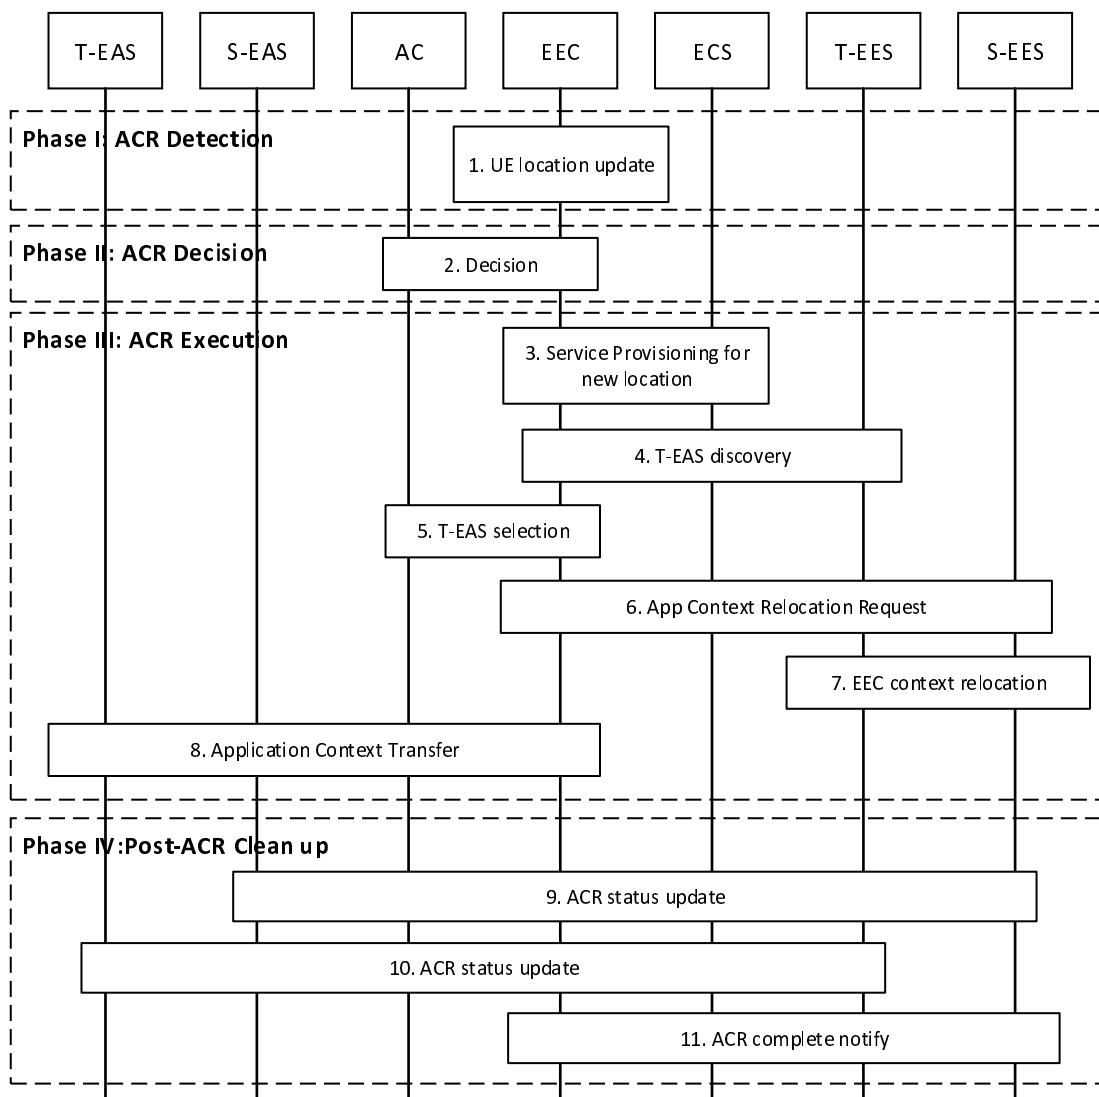 T-EAS S-EAS AC EEC ECS T-EES S-EES
Phase I: ACR Detection
1. UE location update
Phase II: ACR Decision
2. Decision
Phase III: ACR Execution
3. Service Provisioning for
new location
4. T-EAS discovery
5. T-EAS selection
6. App Context Relocation Request
7. EEC context relocation
8. Application Context Transfer
Phase IV:Post-ACR Clean up
9. ACR status update
10. ACR status update
11. ACR complete notify